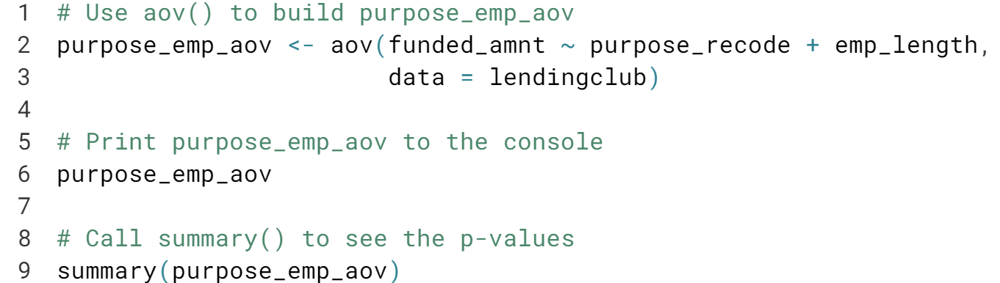 1 # Use aov() to build purpose_emp_aov
2 purpose_emp_aov <- aov(funded_amnt ~ purpose_recode + emp_length,
3                        data = lendingclub)
4
5 # Print purpose_emp_aov to the console
6 purpose_emp_aov
7
8 # Call summary() to see the p-values
9 summary(purpose_emp_aov)